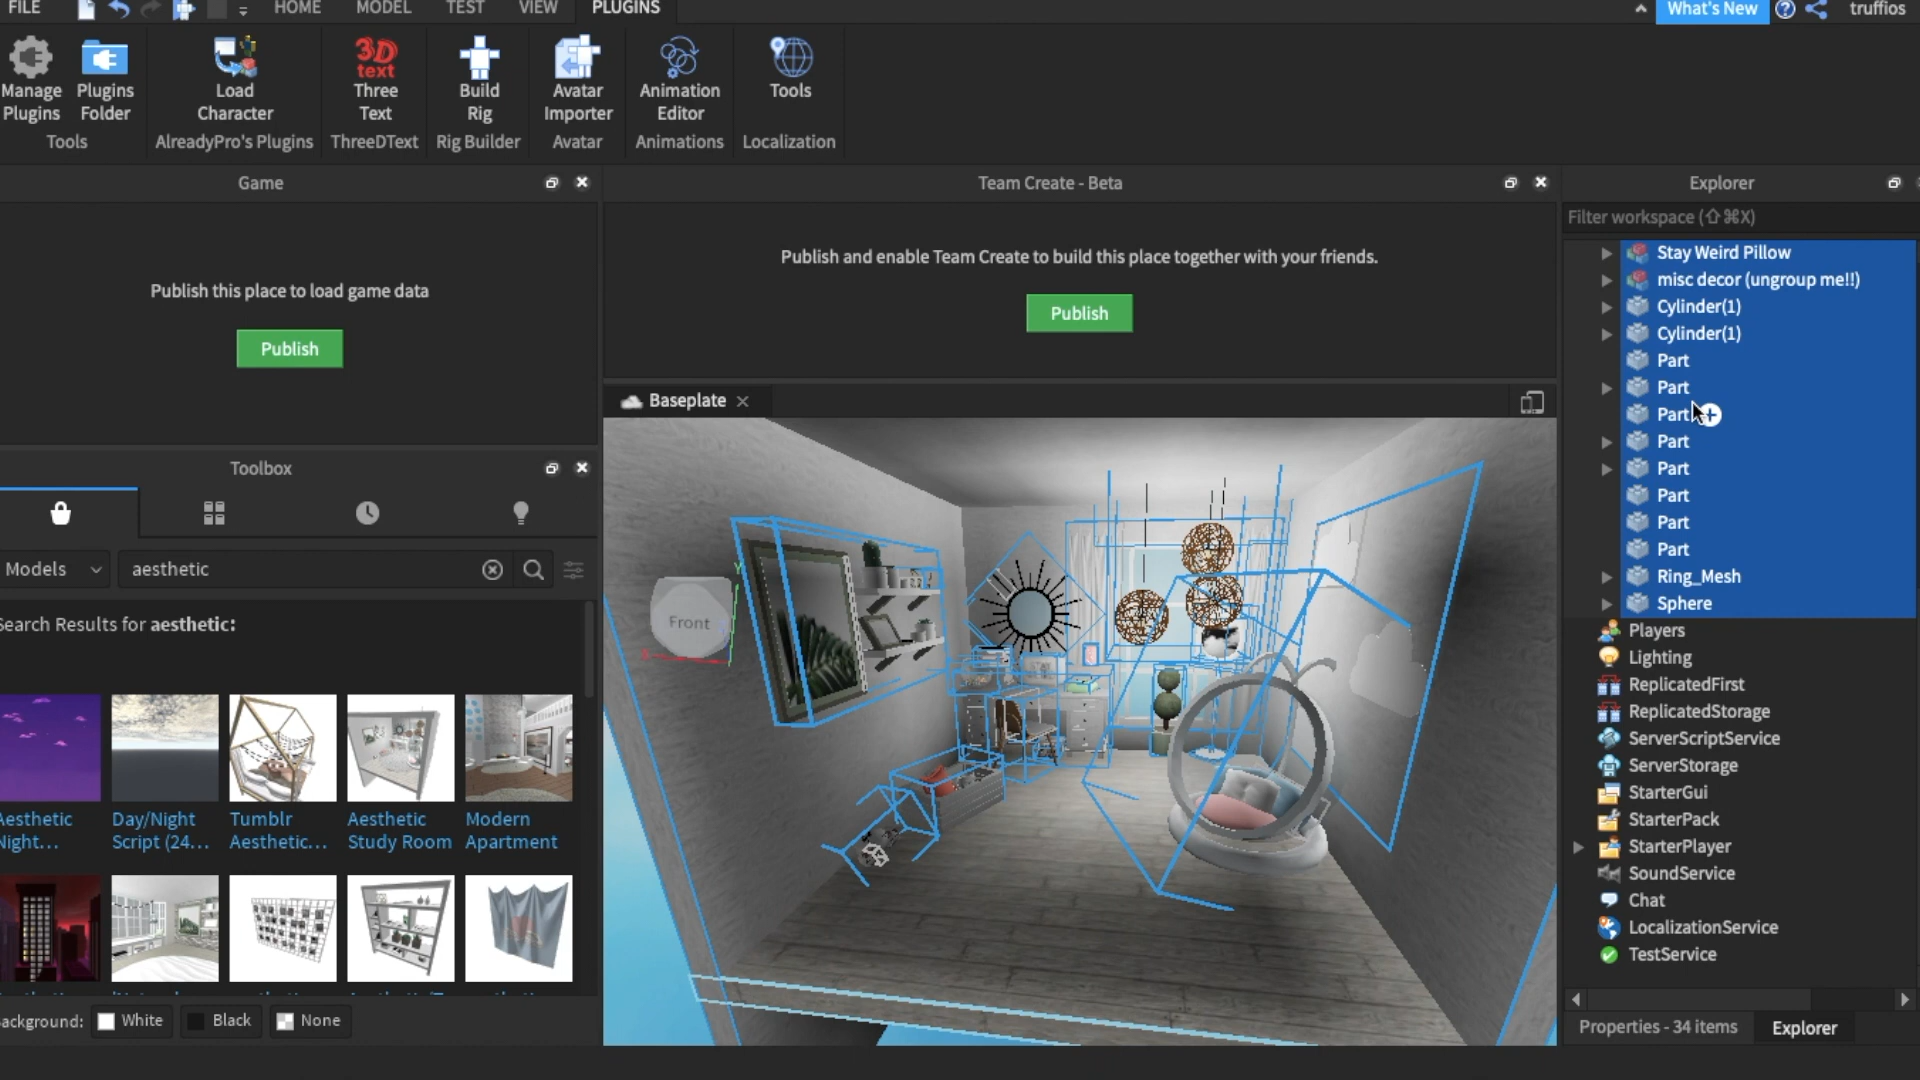 FILE
HOME
MODEL
TEST
VIEW
PLUGINS
What's New
truffios
Manage Plugins
Plugins Folder
Tools
Load Character
AlreadyPro's Plugins
3D text
Three Text
ThreeDText
Build Rig
Rig Builder
Avatar Importer
Avatar
Animation Editor
Animations
Tools
Localization
Game
Publish this place to load game data
Publish
Team Create - Beta
Publish and enable Team Create to build this place together with your friends.
Publish
Toolbox
Models
aesthetic
Search Results for aesthetic:
Aesthetic Night...
Day/Night Script (24...
Tumblr Aesthetic...
Aesthetic Study Room
Modern Apartment
ackground:
White
Black
None
Baseplate
Front
Explorer
Filter workspace (⇧⌘X)
Stay Weird Pillow
misc decor (ungroup me!!)
Cylinder(1)
Cylinder(1)
Part
Part
Part
Part
Part
Part
Part
Part
Ring_Mesh
Sphere
Players
Lighting
ReplicatedFirst
ReplicatedStorage
ServerScriptService
ServerStorage
StarterGui
StarterPack
StarterPlayer
SoundService
Chat
LocalizationService
TestService
Properties - 34 items
Explorer